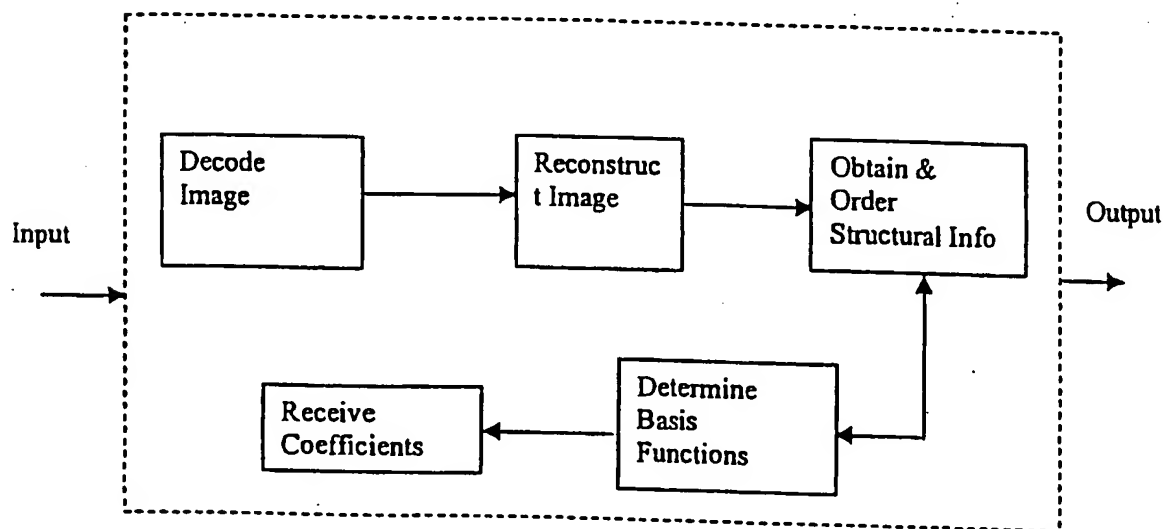 Decode
Image
Reconstruc
t Image
Obtain &
Order
Structural Info
Input
Output
Receive
Coefficients
Determine
Basis
Functions